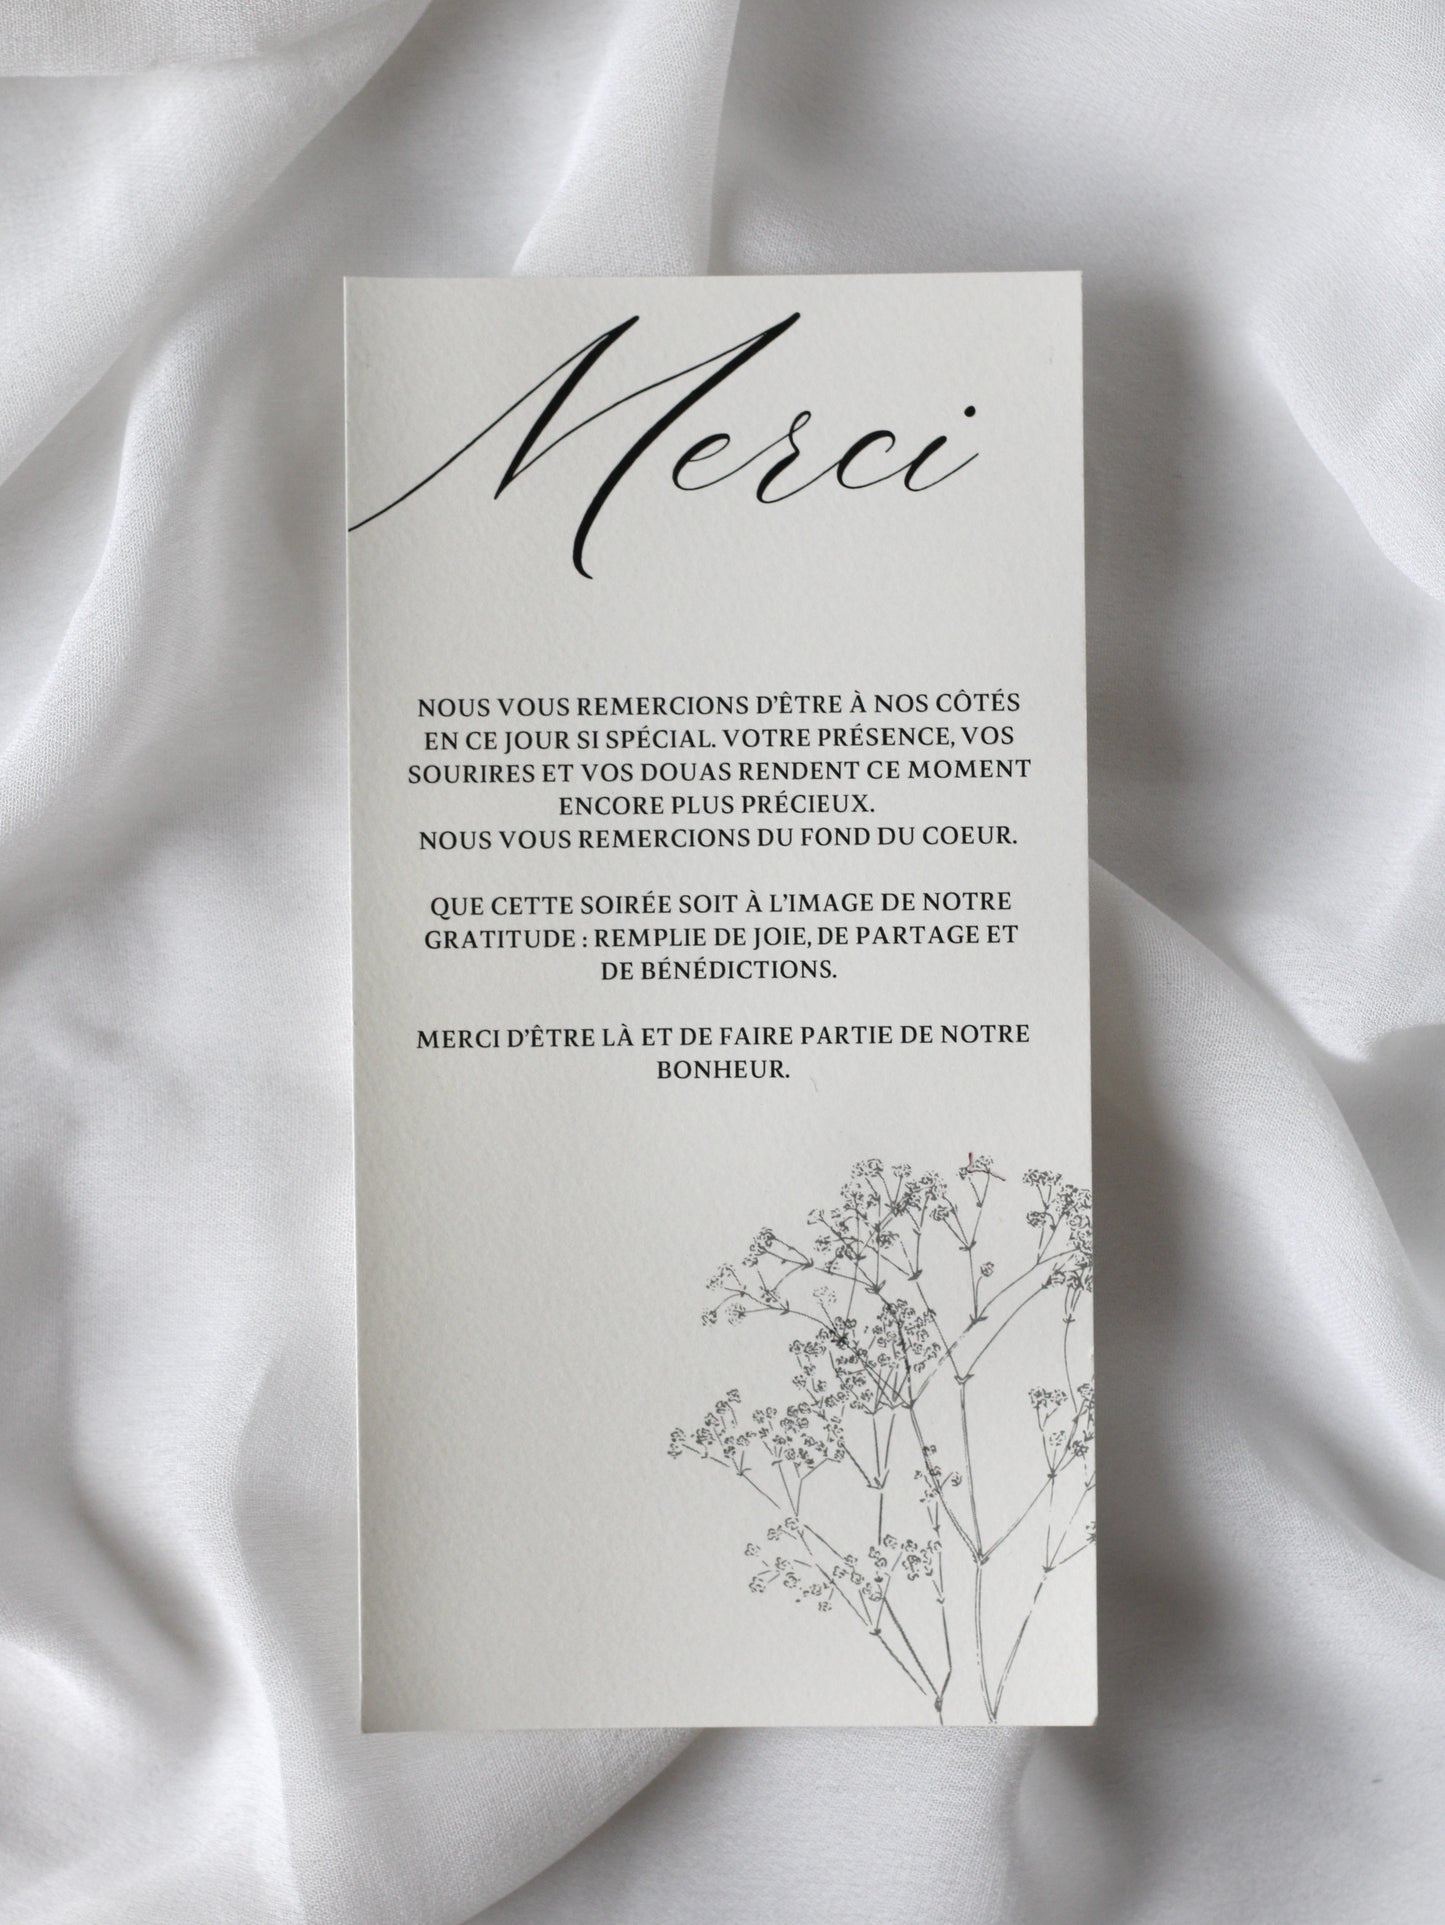 Merci
NOUS VOUS REMERCIONS D’ÊTRE À NOS CÔTÉS
EN CE JOUR SI SPÉCIAL. VOTRE PRÉSENCE, VOS
SOURIRES ET VOS DOUAS RENDENT CE MOMENT
ENCORE PLUS PRÉCIEUX.
NOUS VOUS REMERCIONS DU FOND DU COEUR.
QUE CETTE SOIRÉE SOIT À L’IMAGE DE NOTRE
GRATITUDE : REMPLIE DE JOIE, DE PARTAGE ET
DE BÉNÉDICTIONS.
MERCI D’ÊTRE LÀ ET DE FAIRE PARTIE DE NOTRE
BONHEUR.